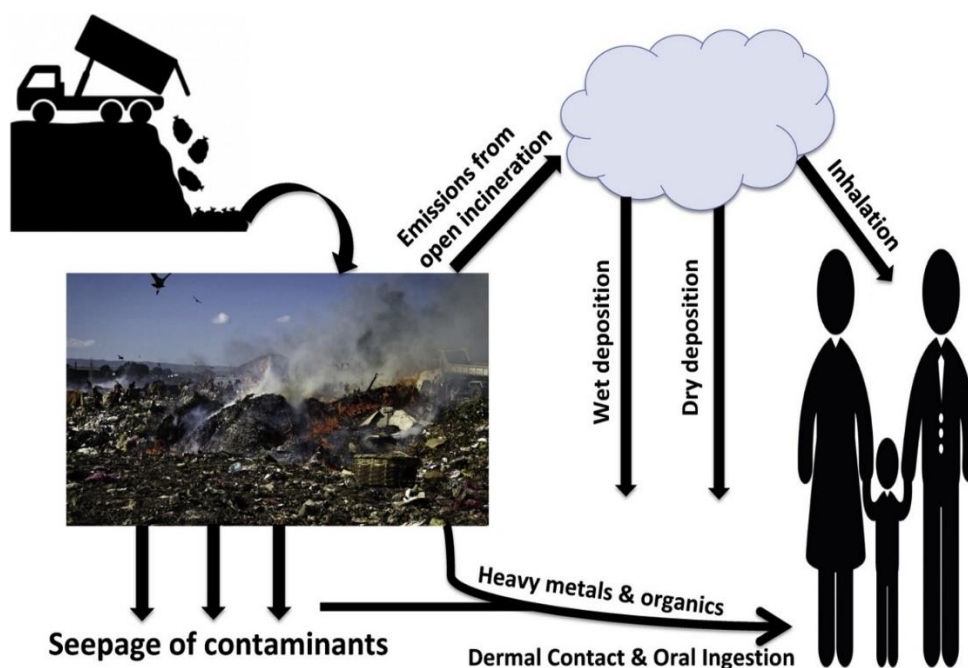 Emissions from
open incineration
Inhalation
Wet deposition
Dry deposition
Heavy metals & organics
Seepage of contaminants
Dermal Contact & Oral Ingestion